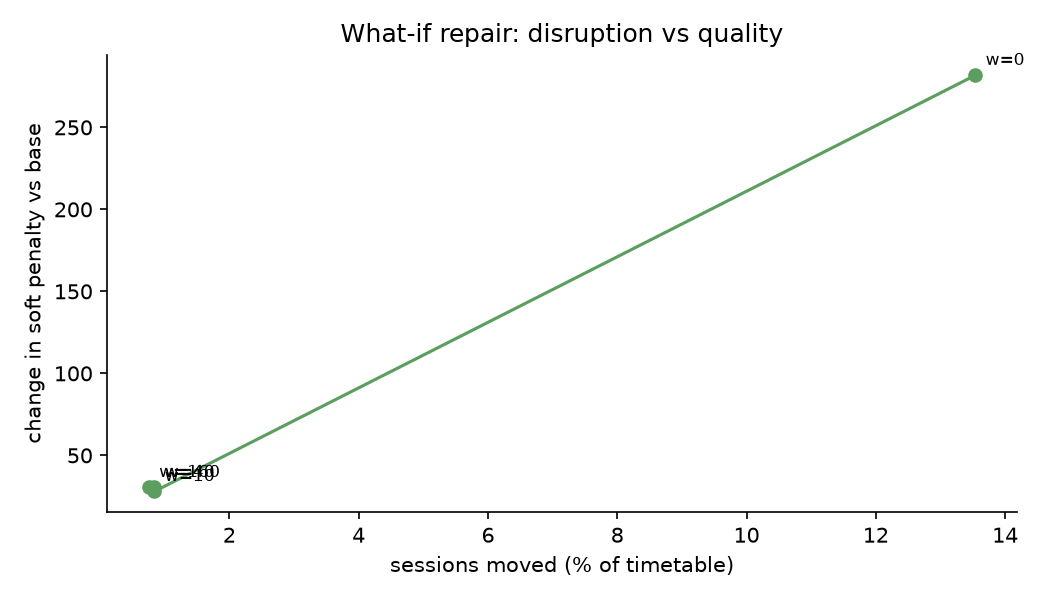 What-if repair: disruption vs quality
w=0
change in soft penalty vs base
250
200
150
100
50
w=10
2
4
6
8
10
12
14
sessions moved (% of timetable)